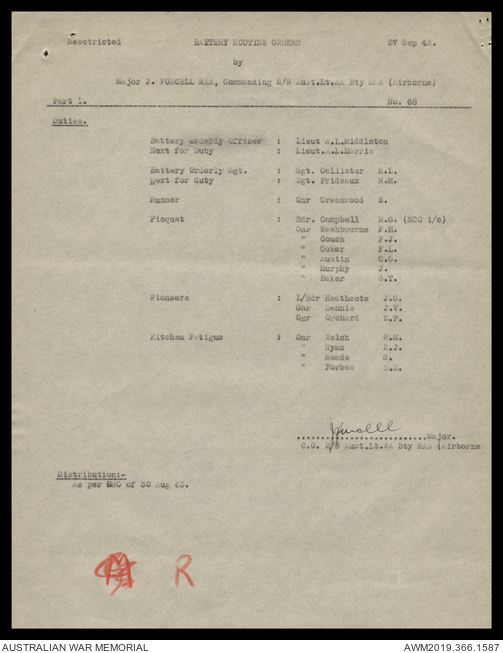 Resctricted BATTERY ROUTINE ORDERS 27 Sep 43.
by
Major J. PURCELL RAA, Commanding 2/8 Aust.Lt.AA Bty RAA (Airborne)
Part 1. No. 68
Duties.
Battery Orderly Officer : Lieut A.L.Middleton
Next for Duty : Lieut.A.L.Harris
Battery Orderly Sgt. : Sgt. Callister R.L.
Next for duty : Sgt. Prideaux R.M.
Runner : Gnr Greenwood E.
Picquet : Bdr. Campbell R.G. (NCO i/c)
Gnr Washbourne F.H.
" Gouch F.J.
" Coker F.L.
" Austin G.G.
" Murphy J.
" Baker S.T.
Pioneers : L/Bdr Heathcote J.G.
Gnr Dennis J.V.
Gnr Orchard W.P.
Kitchen Fatigue : Gnr Welch W.M.
" Ryan R.J.
" Hands S.
" Forbes D.A.
JPurcell
Major.
C.O. 2/8 Aust.Lt.AA Bty RAA (Airborne
Distribution:-
As per BRO of 30 Aug 43.
R
AUSTRALIAN WAR MEMORIAL AWM2019.366.1587